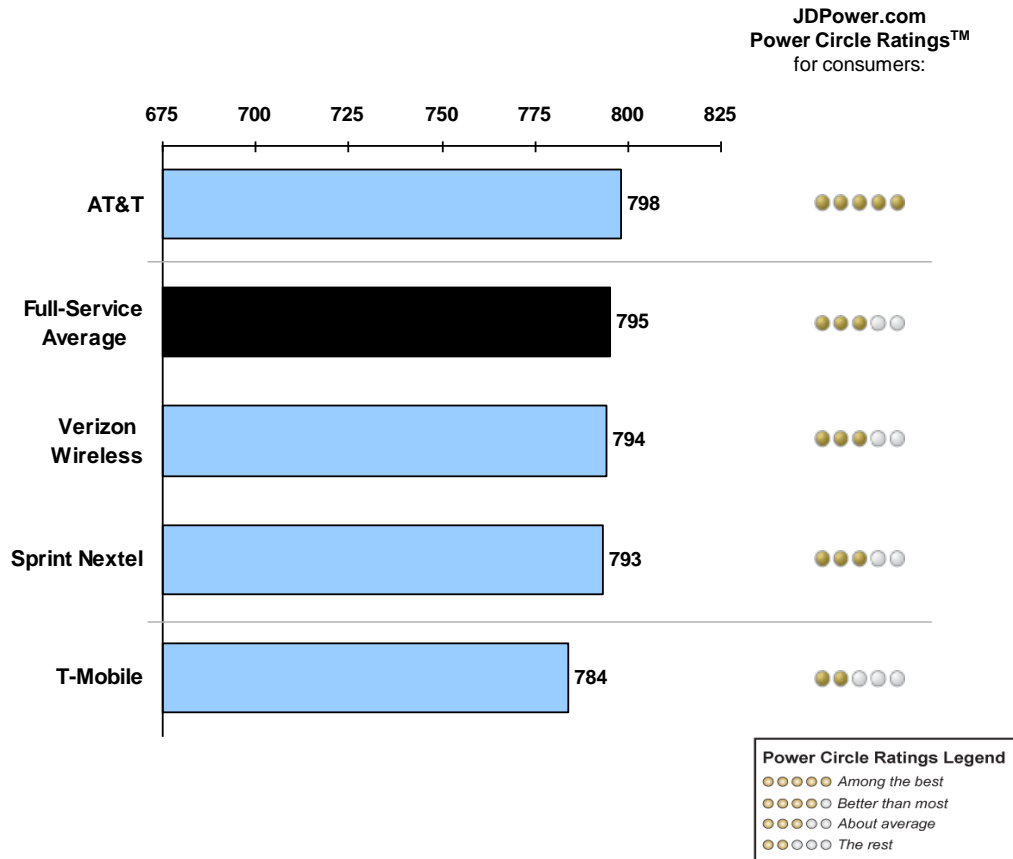 JDPower.com
Power Circle Ratings™
for consumers:
675 700 725 750 775 800 825
AT&T 798
Full-Service
Average
795
Verizon
Wireless
794
Sprint Nextel 793
T-Mobile 784
Power Circle Ratings Legend
Among the best
Better than most
About average
The rest